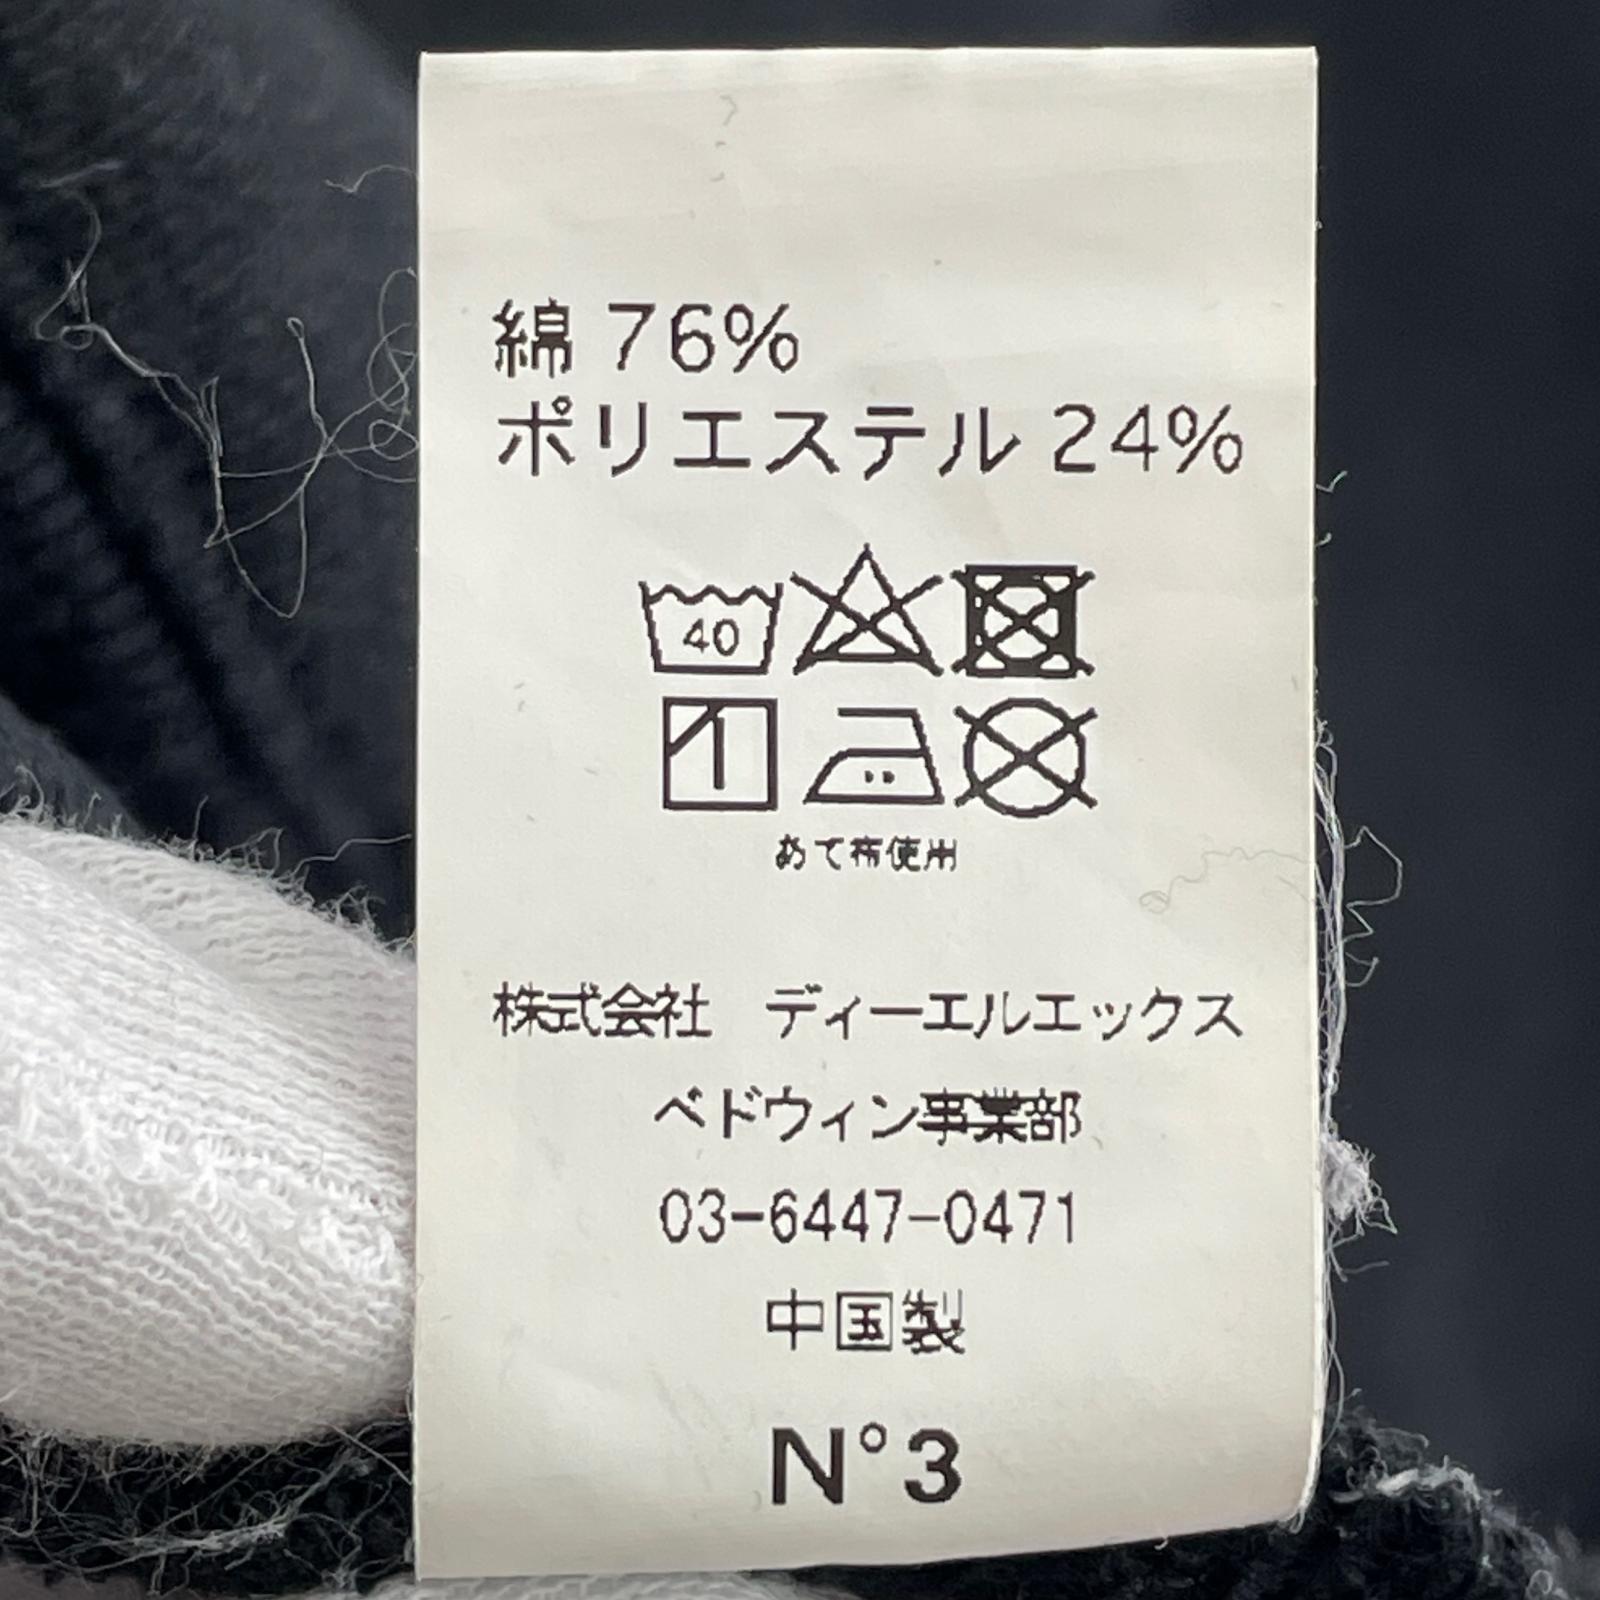 綿 76%
ポリエステル 24%
40
あて布使用
株式会社　ディーエルエックス
ベドウィン事業部
03-6447-0471
中国製
N°3